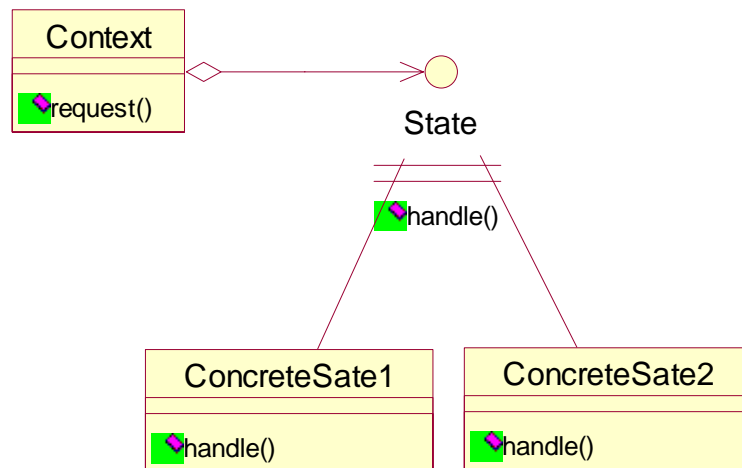 Context
request()
State
handle()
ConcreteSate1
ConcreteSate2
handle()
handle()